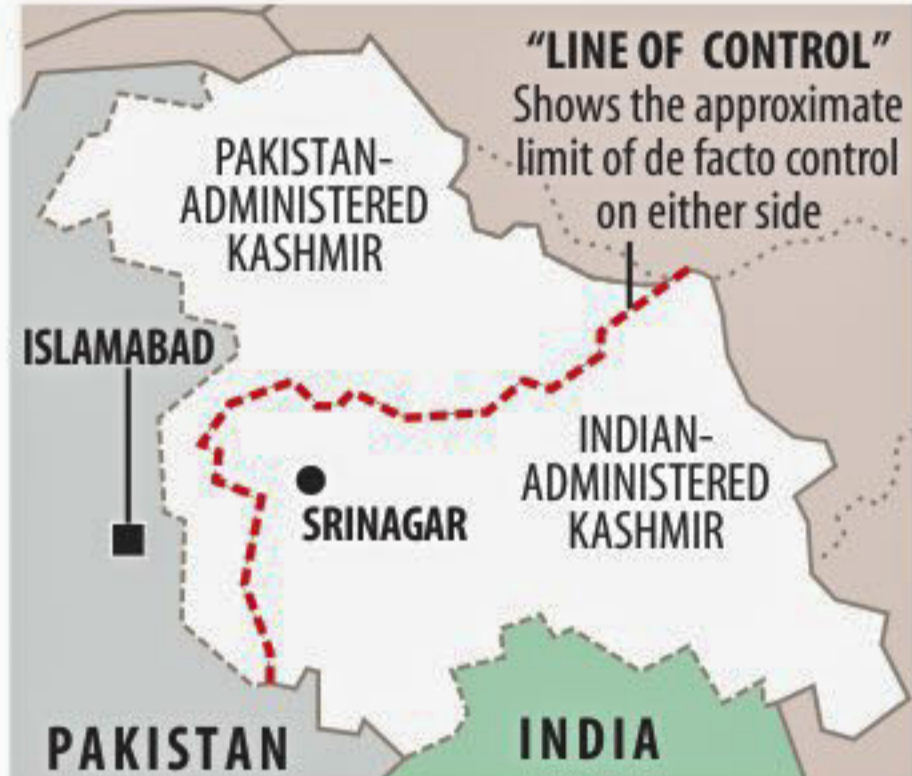 “LINE OF CONTROL”
Shows the approximate
limit of de facto control
on either side
PAKISTAN-
ADMINISTERED
KASHMIR
ISLAMABAD
INDIAN-
ADMINISTERED
KASHMIR
SRINAGAR
PAKISTAN
INDIA